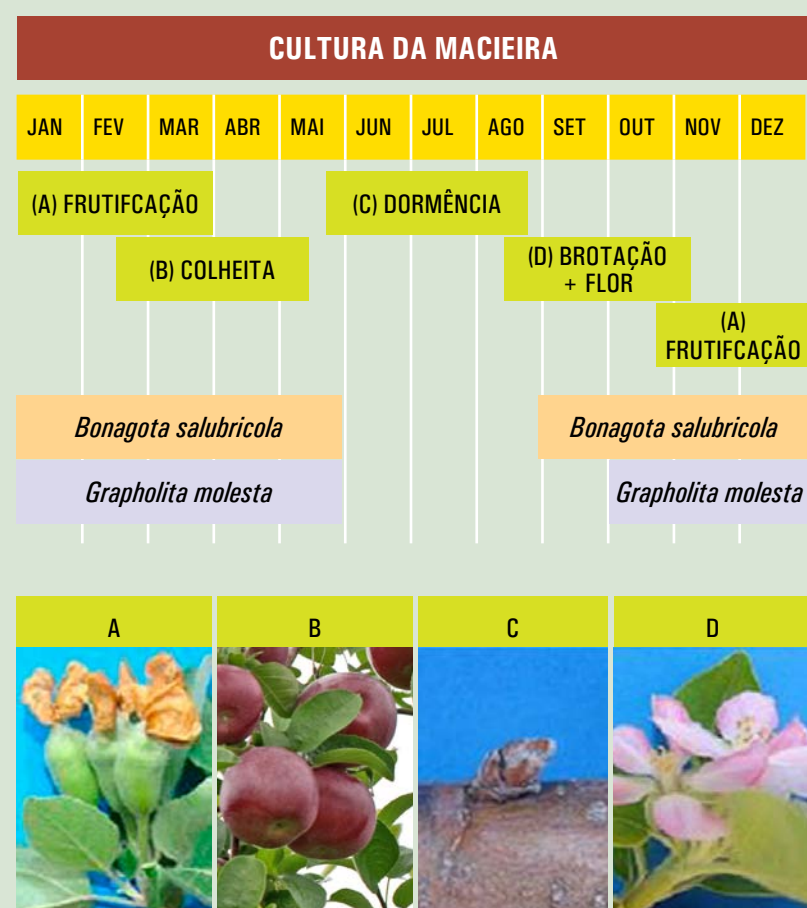 CULTURA DA MACIEIRA
JAN FEV MAR ABR MAI JUN JUL AGO SET OUT NOV DEZ
(A) FRUTIFCAÇÃO
(C) DORMÊNCIA
(B) COLHEITA
(D) BROTAÇÃO
+ FLOR
(A)
FRUTIFCAÇÃO
Bonagota salubricola
Bonagota salubricola
Grapholita molesta
Grapholita molesta
A
B
C
D